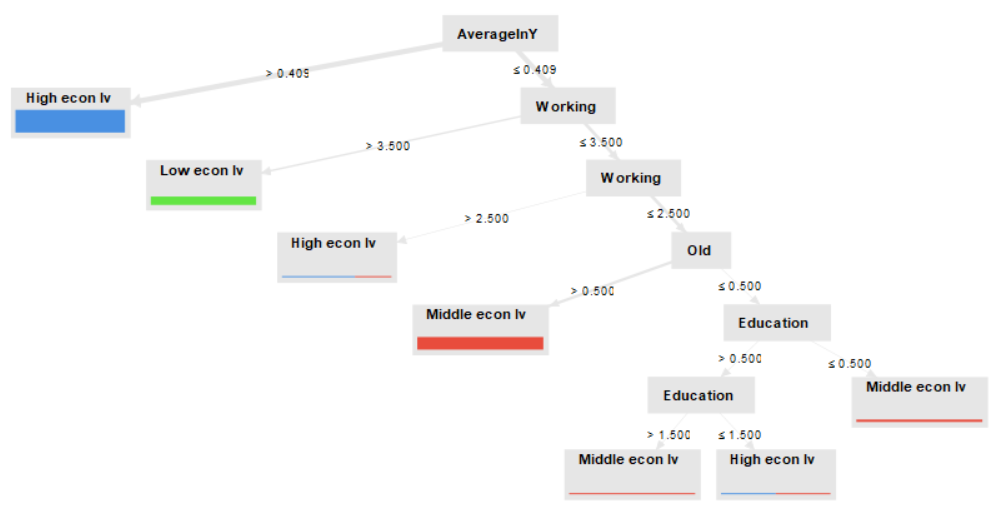 AverageInY
> 0.409
≤ 0.409
High econ lv
Working
> 3.500
≤ 3.500
Low econ lv
Working
> 2.500
≤ 2.500
High econ lv
Old
> 0.500
≤ 0.500
Middle econ lv
Education
> 0.500
≤ 0.500
Education
Middle econ lv
> 1.500
≤ 1.500
Middle econ lv
High econ lv